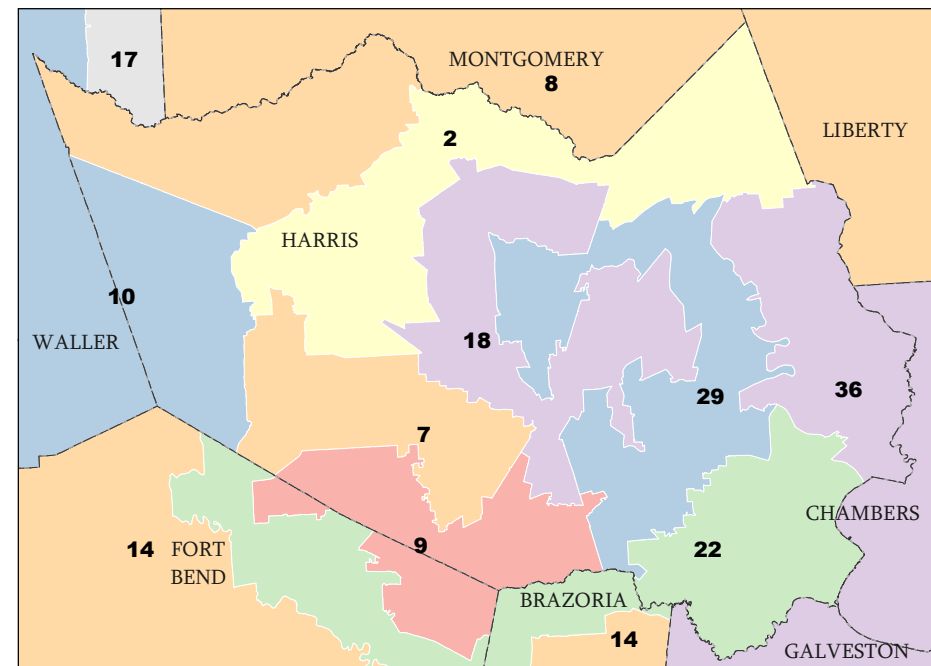 17
MONTGOMERY
8
LIBERTY
2
HARRIS
10
WALLER
18
29
36
7
CHAMBERS
14
FORT
BEND
9
22
BRAZORIA
14
GALVESTON